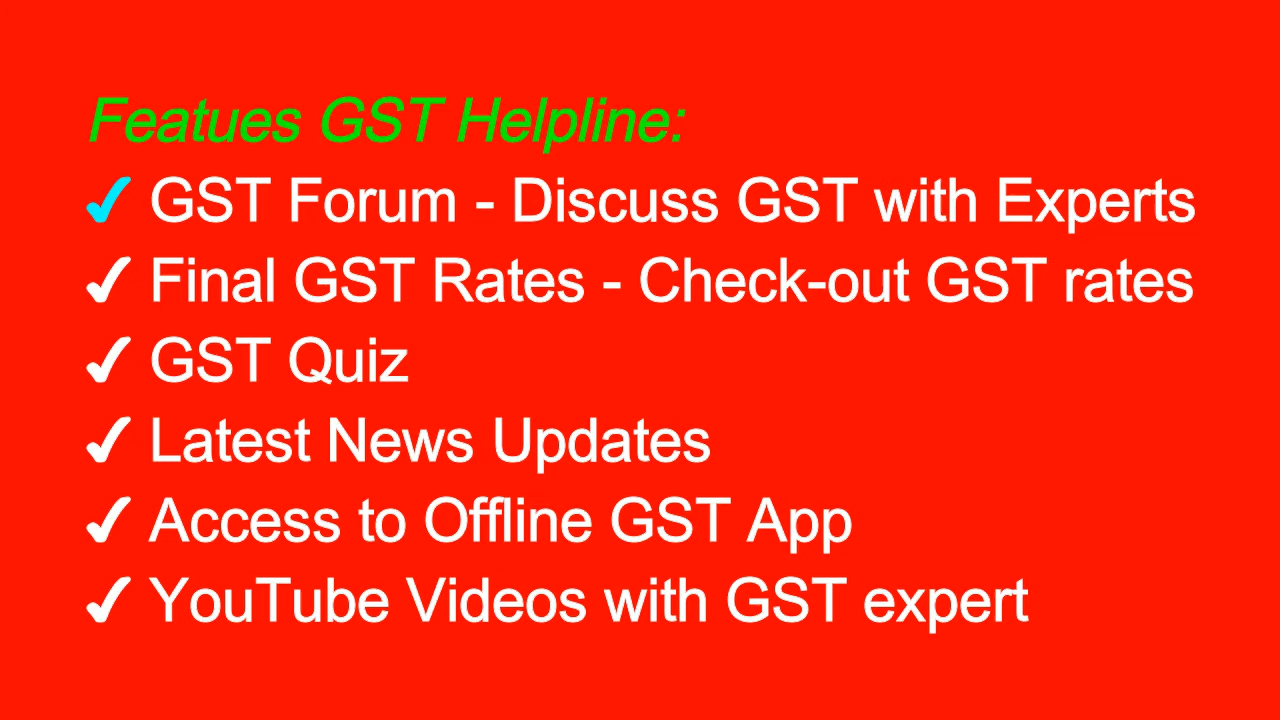 Featues GST Helpline:
✔ GST Forum - Discuss GST with Experts
✔ Final GST Rates - Check-out GST rates
✔ GST Quiz
✔ Latest News Updates
✔ Access to Offline GST App
✔ YouTube Videos with GST expert